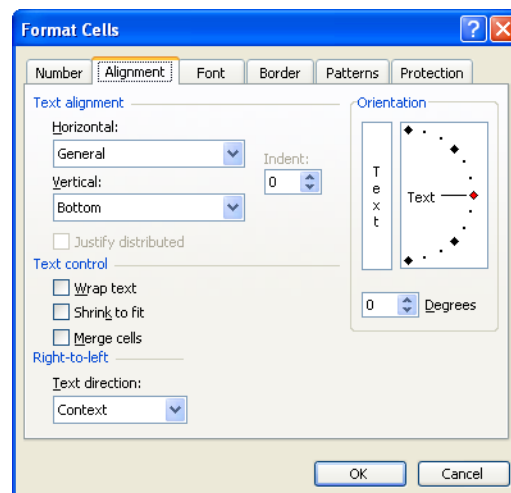 Format Cells
Number Alignment Font Border Patterns Protection
Text alignment
Horizontal:
General
Indent:
0
Vertical:
Bottom
Justify distributed
Text control
Wrap text
Shrink to fit
Merge cells
Right-to-left
Text direction:
Context
Orientation
Text
Text
0 Degrees
OK Cancel